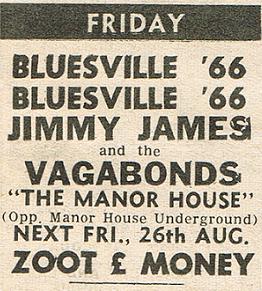 FRIDAY
BLUESVILLE '66
BLUESVILLE '66
JIMMY JAMES
and the
VAGABONDS
"THE MANOR HOUSE"
(Opp. Manor House Underground)
NEXT FRI., 26th AUG.
ZOOT £ MONEY